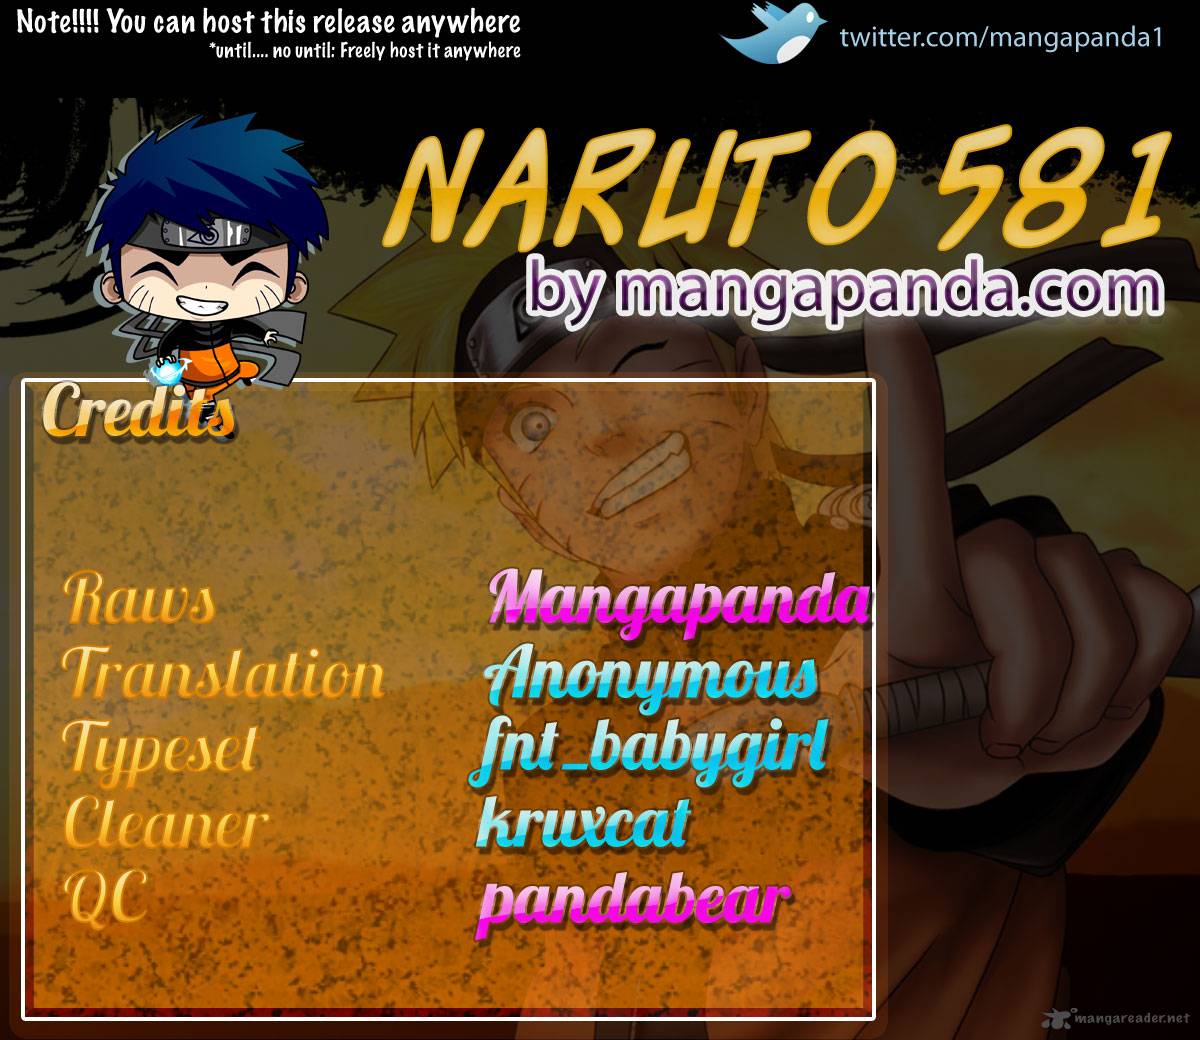 Note!!!! You can host this release anywhere
*until.... no until: Freely host it anywhere
twitter.com/mangapanda1
NARUTO 581
by mangapanda.com
Credits
Raws Mangapanda
Translation Anonymous
Typeset fnt_babygirl
Cleaner kruxcat
QC pandabear
mangareader.net